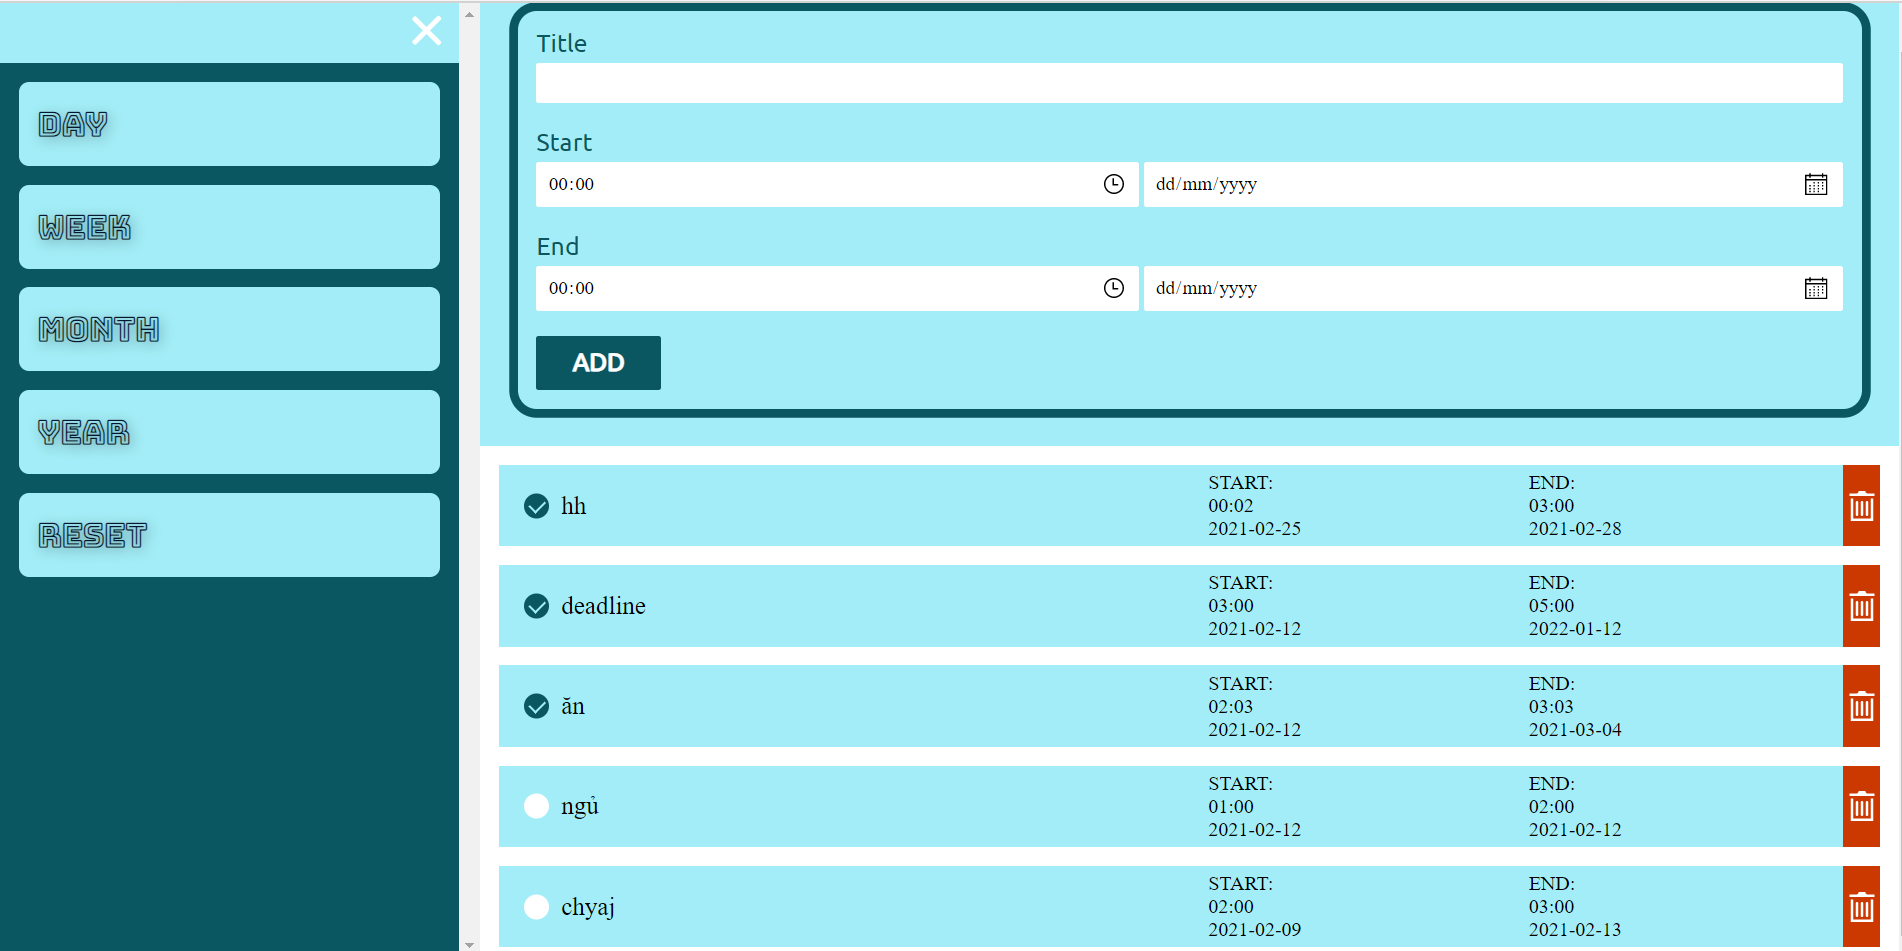 DAY
WEEK
MONTH
YEAR
RESET
Title
Start
00:00 dd/mm/yyyy
End
00:00 dd/mm/yyyy
ADD
hh
START:
00:02
2021-02-25
END:
03:00
2021-02-28
deadline
START:
03:00
2021-02-12
END:
05:00
2022-01-12
ăn
START:
02:03
2021-02-12
END:
03:03
2021-03-04
ngủ
START:
01:00
2021-02-12
END:
02:00
2021-02-12
chyaj
START:
02:00
2021-02-09
END:
03:00
2021-02-13